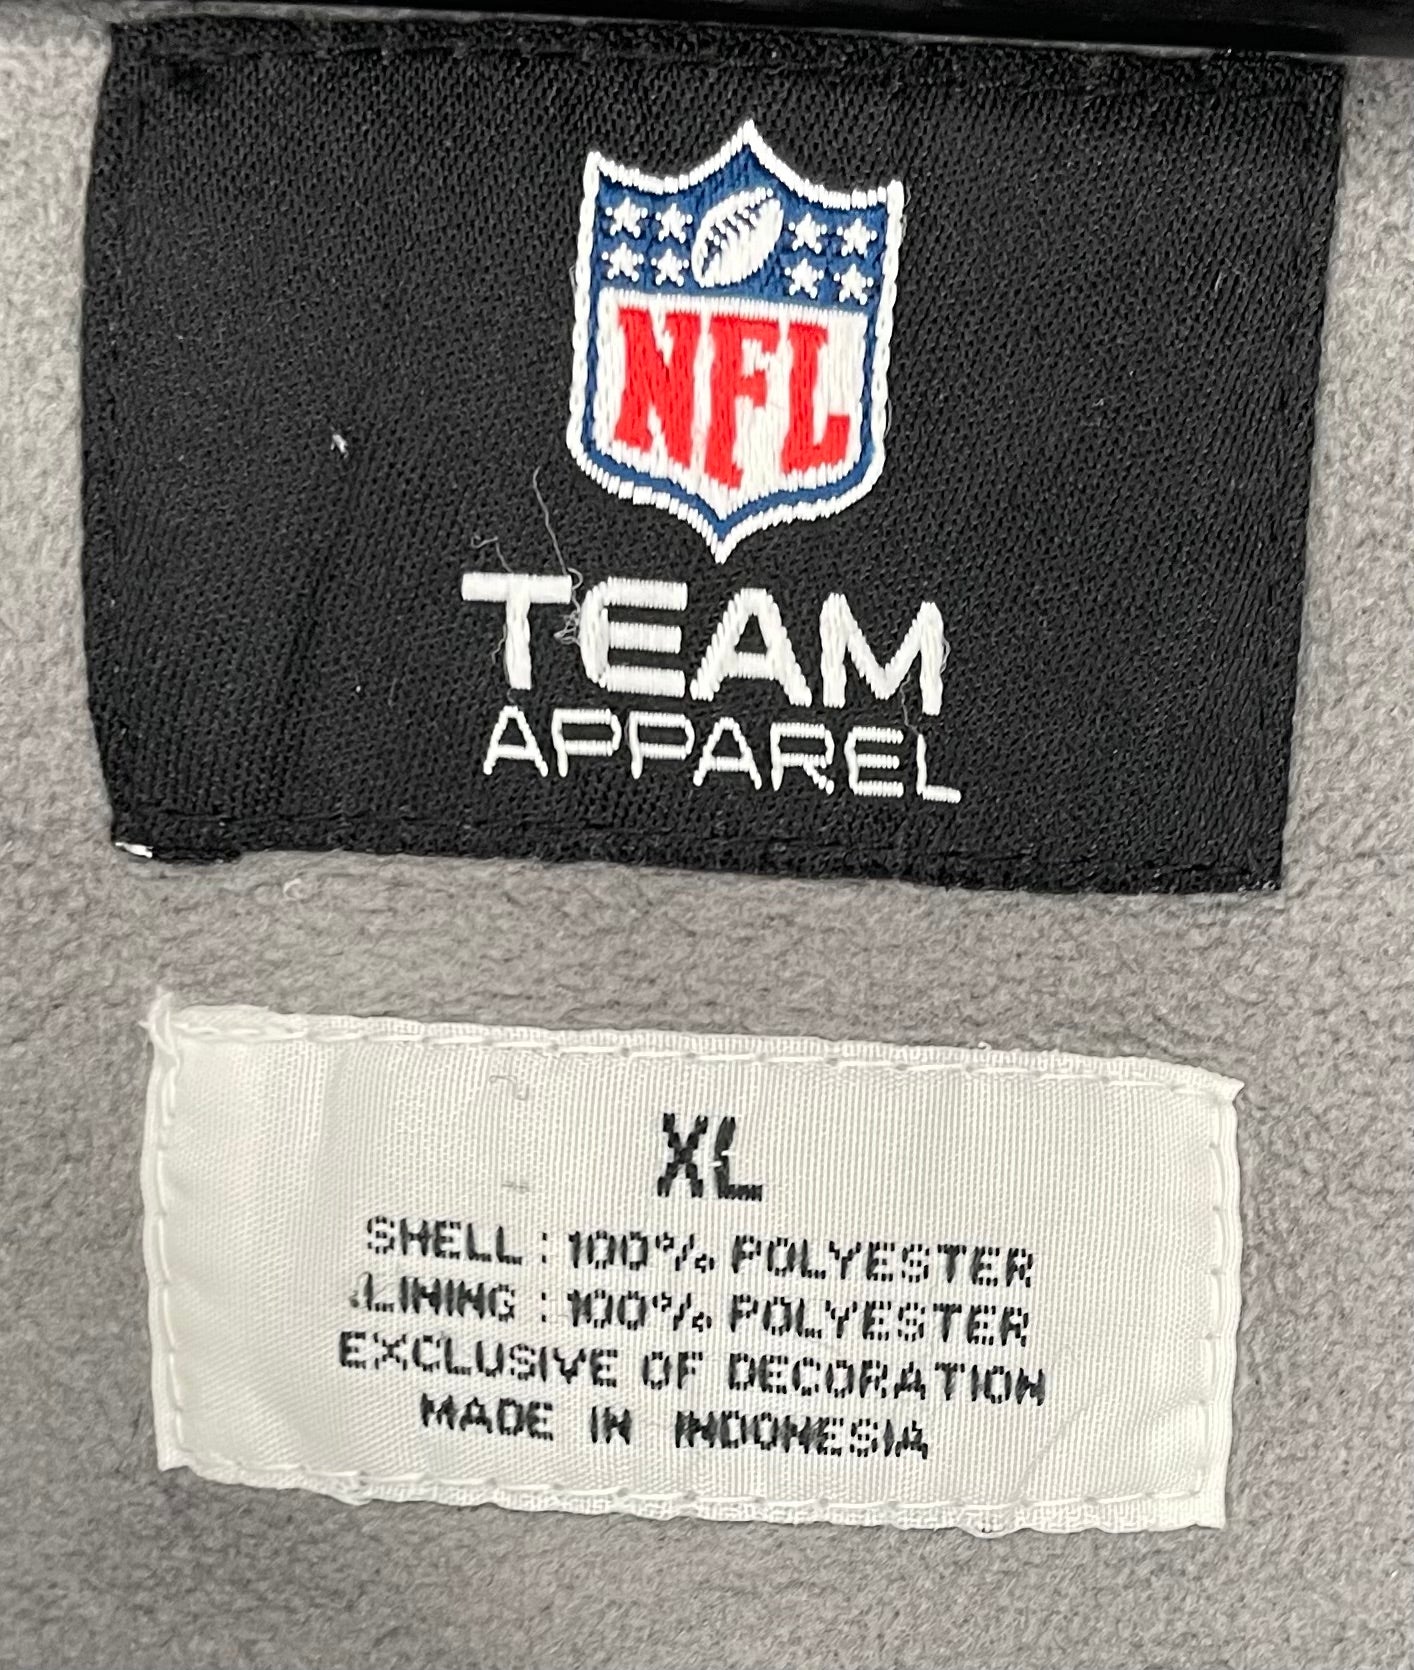 NFL
TEAM
APPAREL
XL
SHELL : 100% POLYESTER
LINING : 100% POLYESTER
EXCLUSIVE OF DECORATION
MADE IN INDONESIA